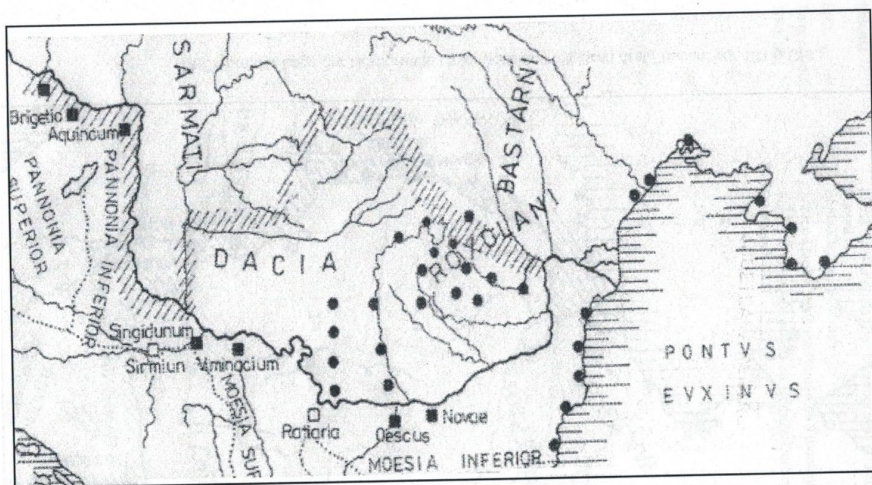 SARMATI
BASTARN
Brigetio
Aquincum
PANNONIA
SUPERIOR
PANNONIA INFERIOR
ROXOLANI
DACIA
Singidunum
Sirmiun
Viminacium
MOESIA SUP
Ratiaria
Oescus
Novae
MOESIA INFERIOR
PONTVS
EVXINVS